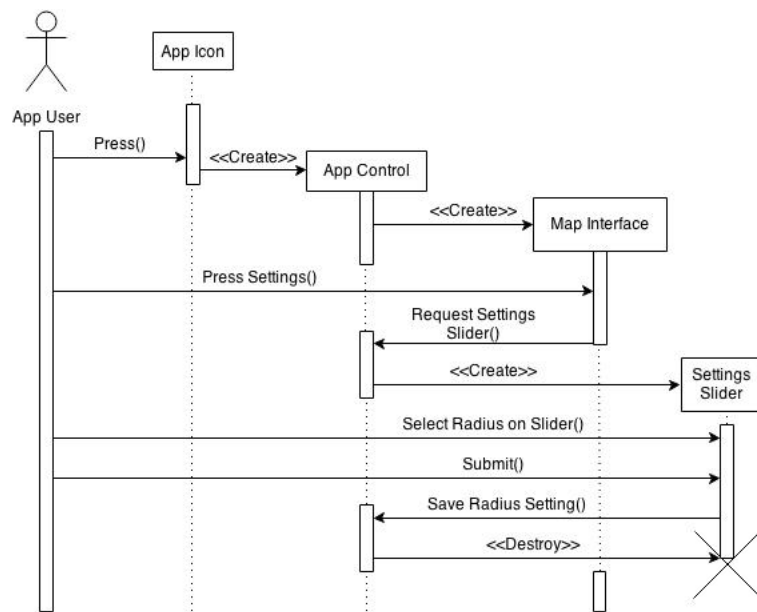 App Icon
App User
Press()
<<Create>>
App Control
<<Create>>
Map Interface
Press Settings()
Request Settings
Slider()
<<Create>>
Settings
Slider
Select Radius on Slider()
Submit()
Save Radius Setting()
<<Destroy>>